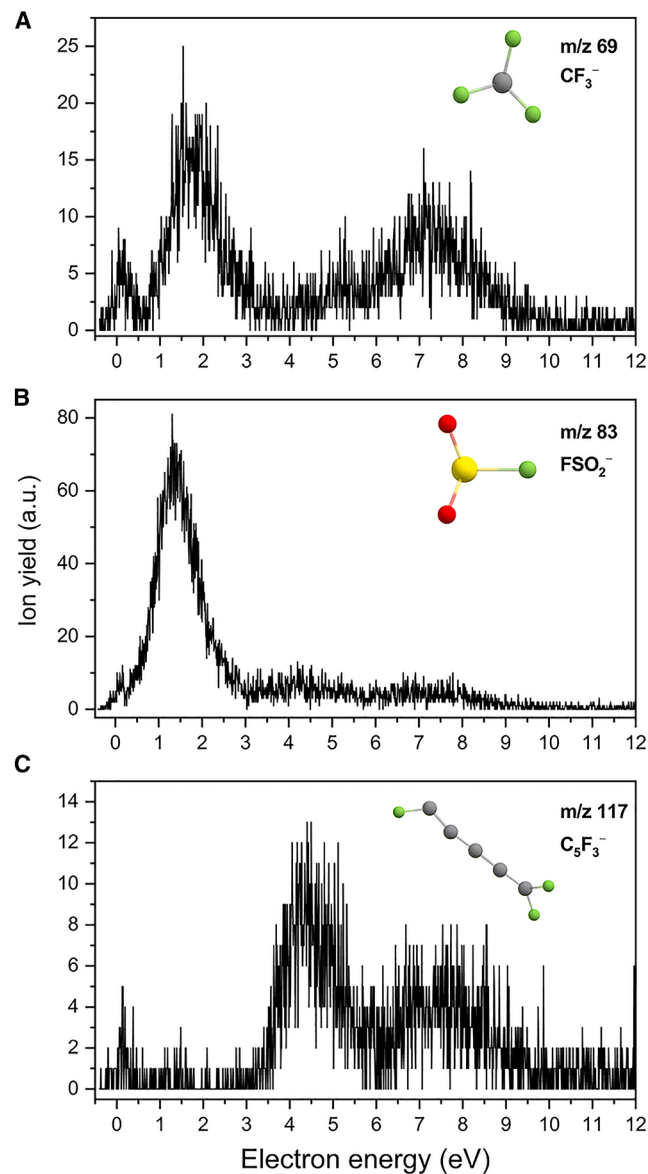 A
25
20
15
10
5
0
m/z 69
CF₃⁻
0 1 2 3 4 5 6 7 8 9 10 11 12
B
80
60
40
20
0
m/z 83
FSO₂⁻
0 1 2 3 4 5 6 7 8 9 10 11 12
Ion yield (a.u.)
C
14
12
10
8
6
4
2
0
m/z 117
C₅F₃⁻
0 1 2 3 4 5 6 7 8 9 10 11 12
Electron energy (eV)